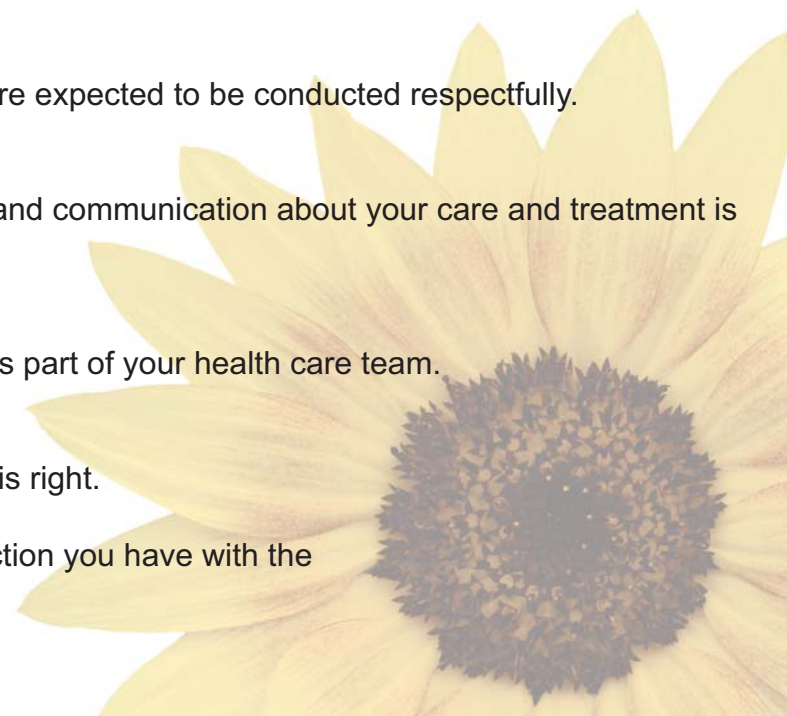 re expected to be conducted respectfully.
and communication about your care and treatment is
s part of your health care team.
is right.
ction you have with the